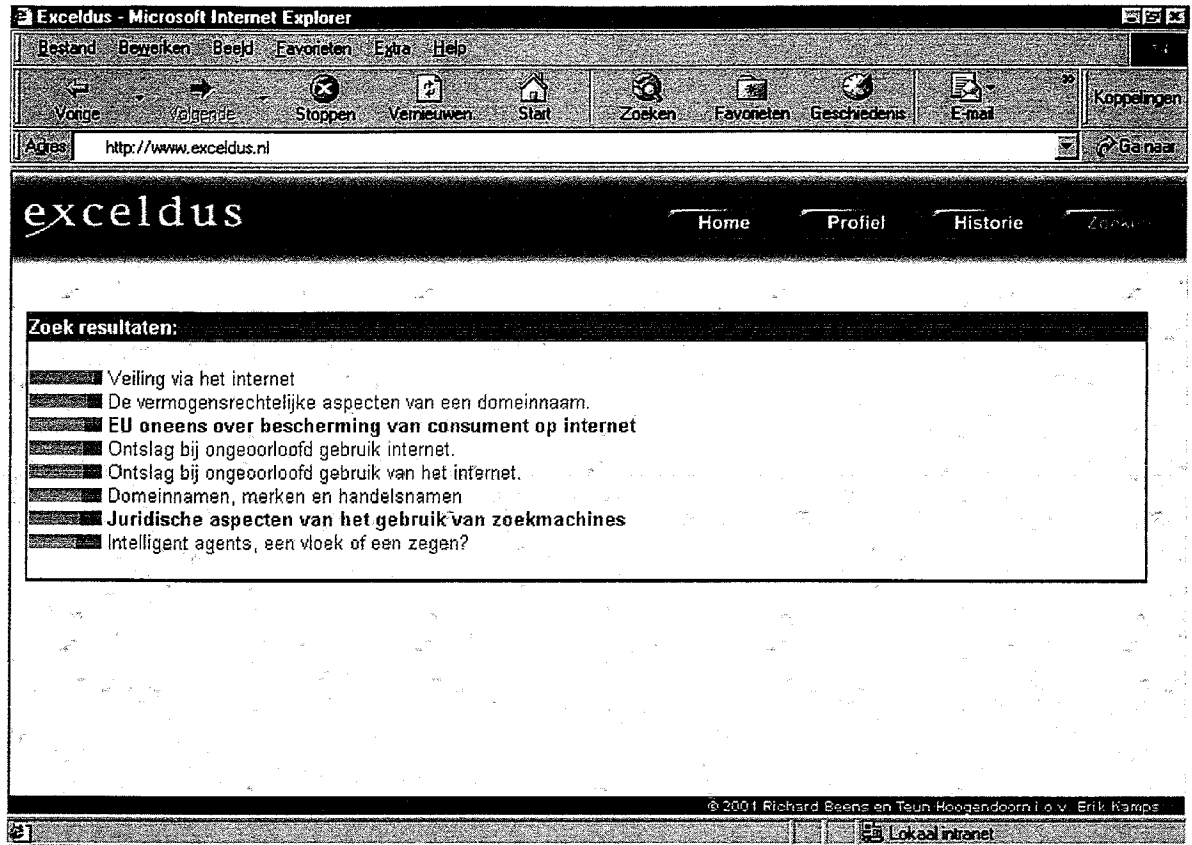 Exceldus - Microsoft Internet Explorer
Bestand Bewerken Beeld Favorieten Extra Help
Vorige Volgende Stoppen Vernieuwen Start Zoeken Favorieten Geschiedenis E-mail » Koppelingen
Adres http://www.exceldus.nl Ga naar
exceldus Home Profiel Historie Zoeken
Zoek resultaten:
Veiling via het internet
De vermogensrechtelijke aspecten van een domeinnaam.
EU oneens over bescherming van consument op internet
Ontslag bij ongeoorloofd gebruik internet.
Ontslag bij ongeoorloofd gebruik van het internet.
Domeinnamen, merken en handelsnamen
Juridische aspecten van het gebruik van zoekmachines
Intelligent agents, een vloek of een zegen?
© 2001 Richard Beens en Teun Hoogendoorn i.o.v. Erik Kamps
Lokaal intranet